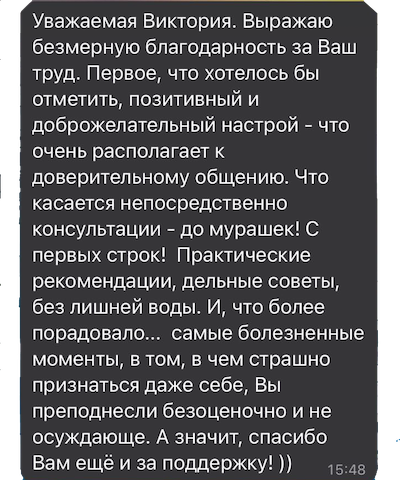 Уважаемая Виктория. Выражаю
безмерную благодарность за Ваш
труд. Первое, что хотелось бы
отметить, позитивный и
доброжелательный настрой - что
очень располагает к
доверительному общению. Что
касается непосредственно
консультации - до мурашек! С
первых строк!  Практические
рекомендации, дельные советы,
без лишней воды. И, что более
порадовало...  самые болезненные
моменты, в том, в чем страшно
признаться даже себе, Вы
преподнесли безоценочно и не
осуждающе. А значит, спасибо
Вам ещё и за поддержку! ))
15:48